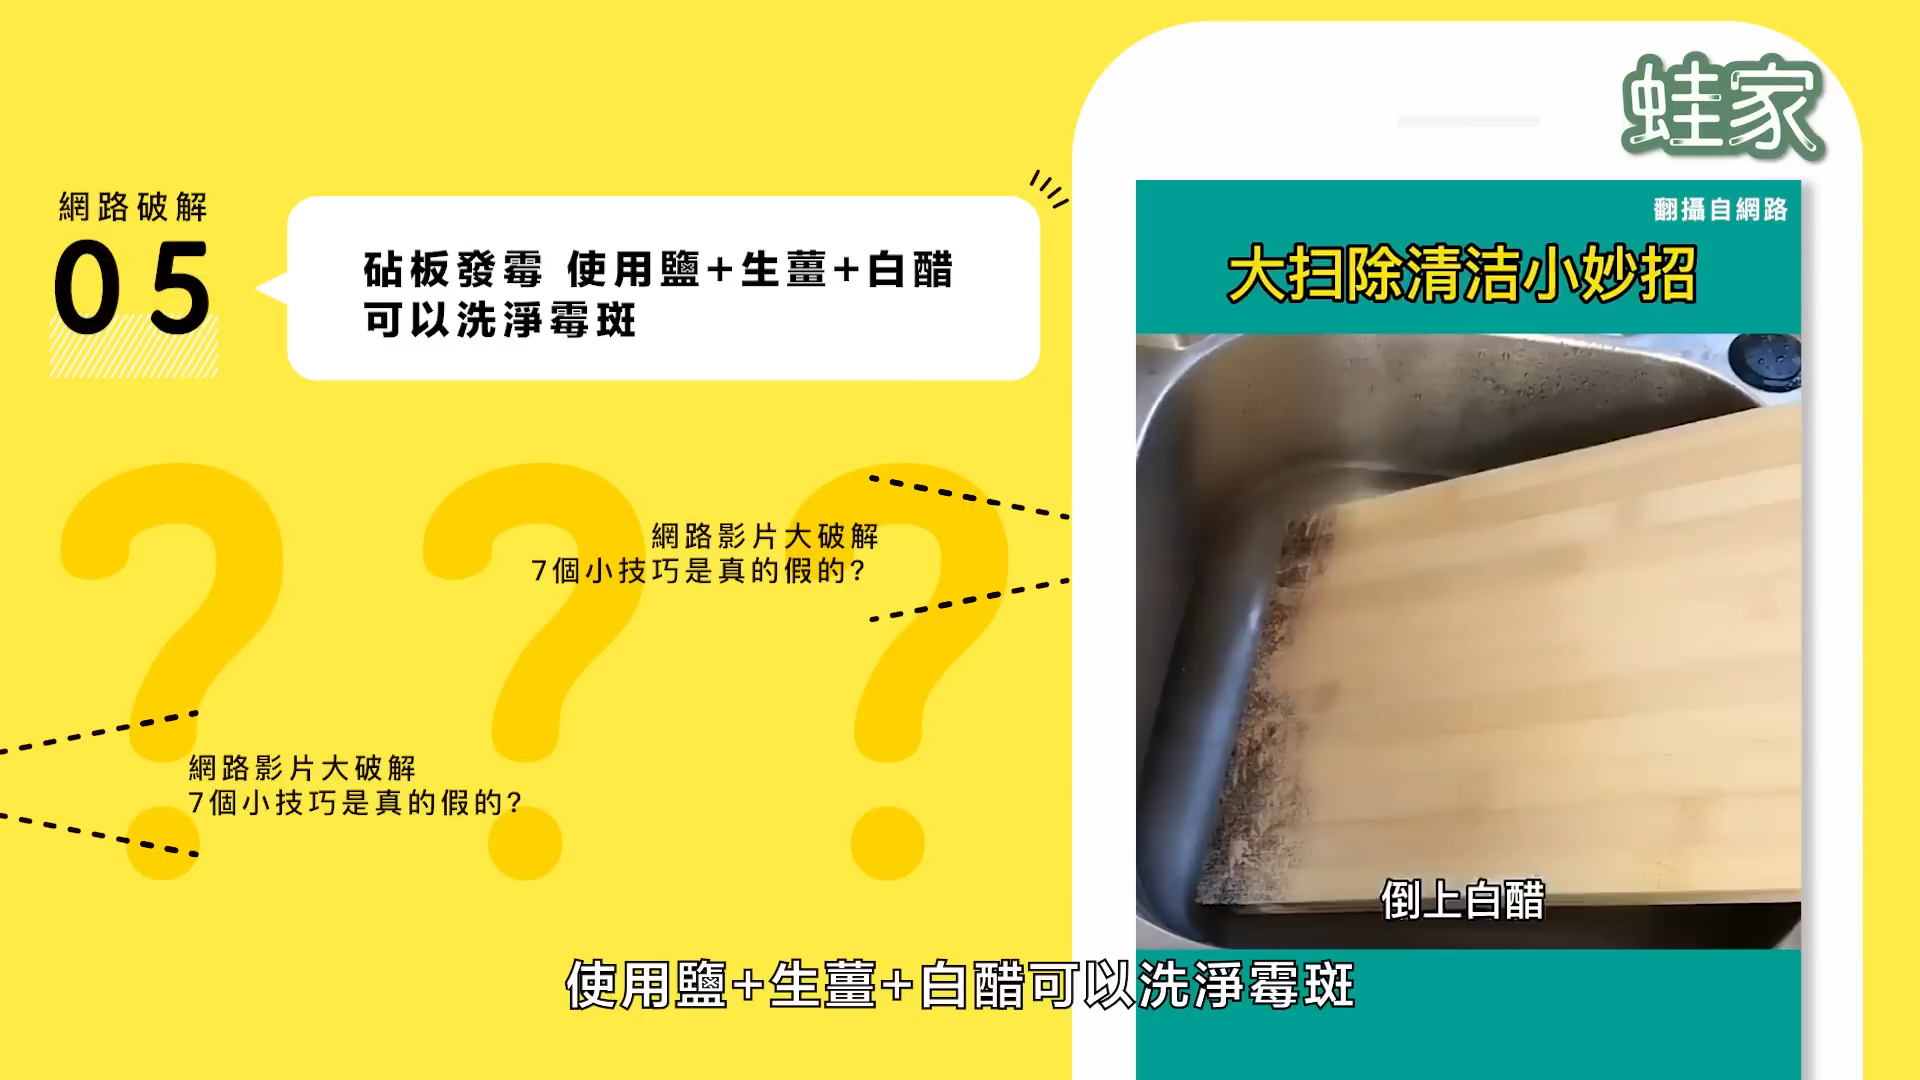 蛙家
網路破解
05
砧板發霉 使用鹽+生薑+白醋
可以洗淨霉斑
翻攝自網路
大扫除清洁小妙招
網路影片大破解
7個小技巧是真的假的?
網路影片大破解
7個小技巧是真的假的?
倒上白醋
使用鹽+生薑+白醋可以洗淨霉斑